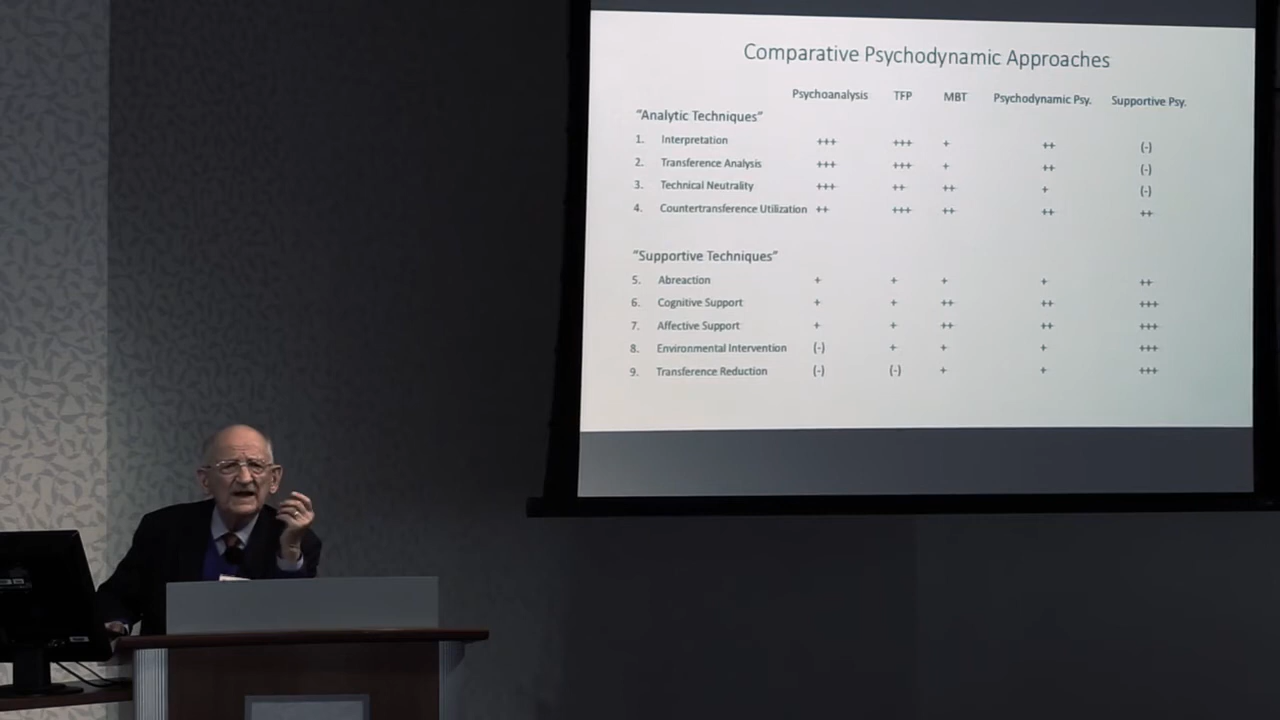 Comparative Psychodynamic Approaches
Psychoanalysis TFP MBT Psychodynamic Psy. Supportive Psy.
"Analytic Techniques"
1. Interpretation +++ +++ + ++ (-)
2. Transference Analysis +++ +++ + ++ (-)
3. Technical Neutrality +++ ++ ++ + (-)
4. Countertransference Utilization ++ +++ ++ ++ ++
"Supportive Techniques"
5. Abreaction + + + + ++
6. Cognitive Support + + ++ ++ +++
7. Affective Support + + ++ ++ +++
8. Environmental Intervention (-) + + + +++
9. Transference Reduction (-) (-) + + +++